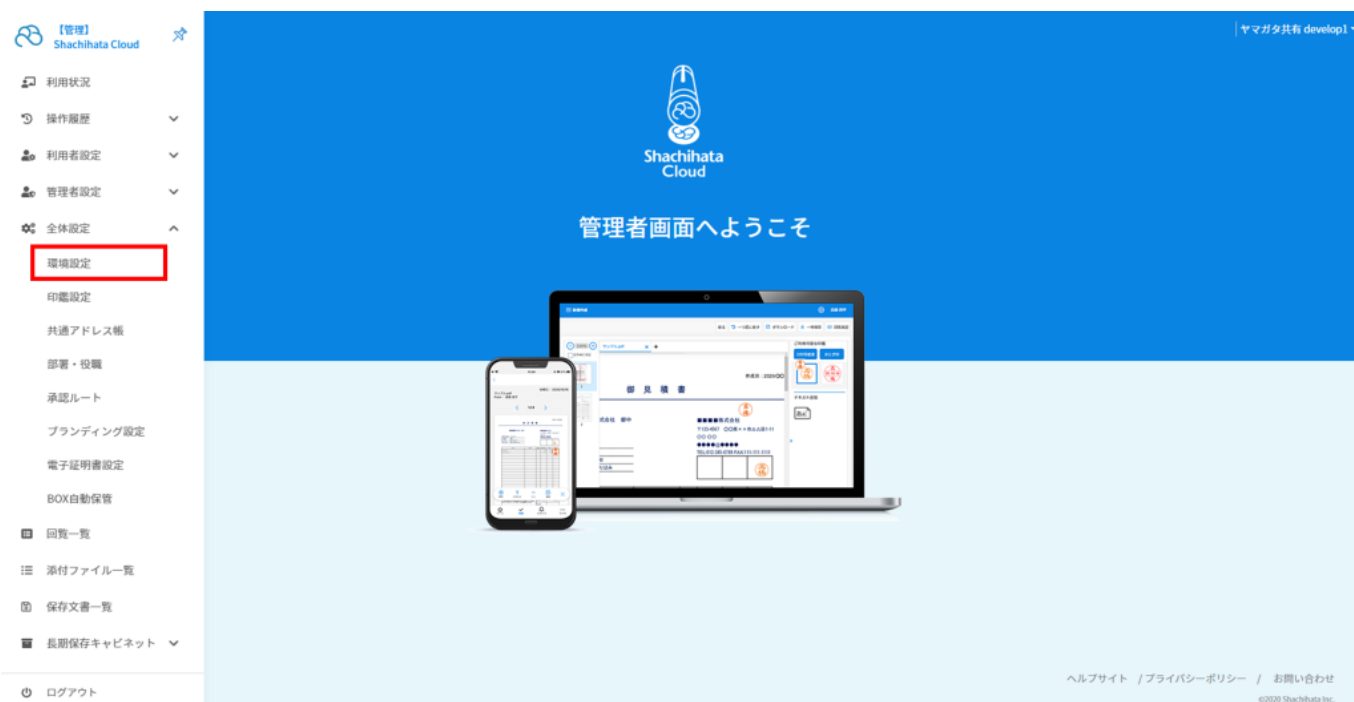 【管理】
Shachihata Cloud
利用状況
操作履歴
利用者設定
管理者設定
全体設定
環境設定
印鑑設定
共通アドレス帳
部署・役職
承認ルート
ブランディング設定
電子証明書設定
BOX自動保管
回覧一覧
添付ファイル一覧
保存文書一覧
長期保存キャビネット
ログアウト
ヤマガタ共有 develop1
Shachihata
Cloud
管理者画面へようこそ
御 見 積 書
ヘルプサイト / プライバシーポリシー / お問い合わせ
©2020 Shachihata Inc.